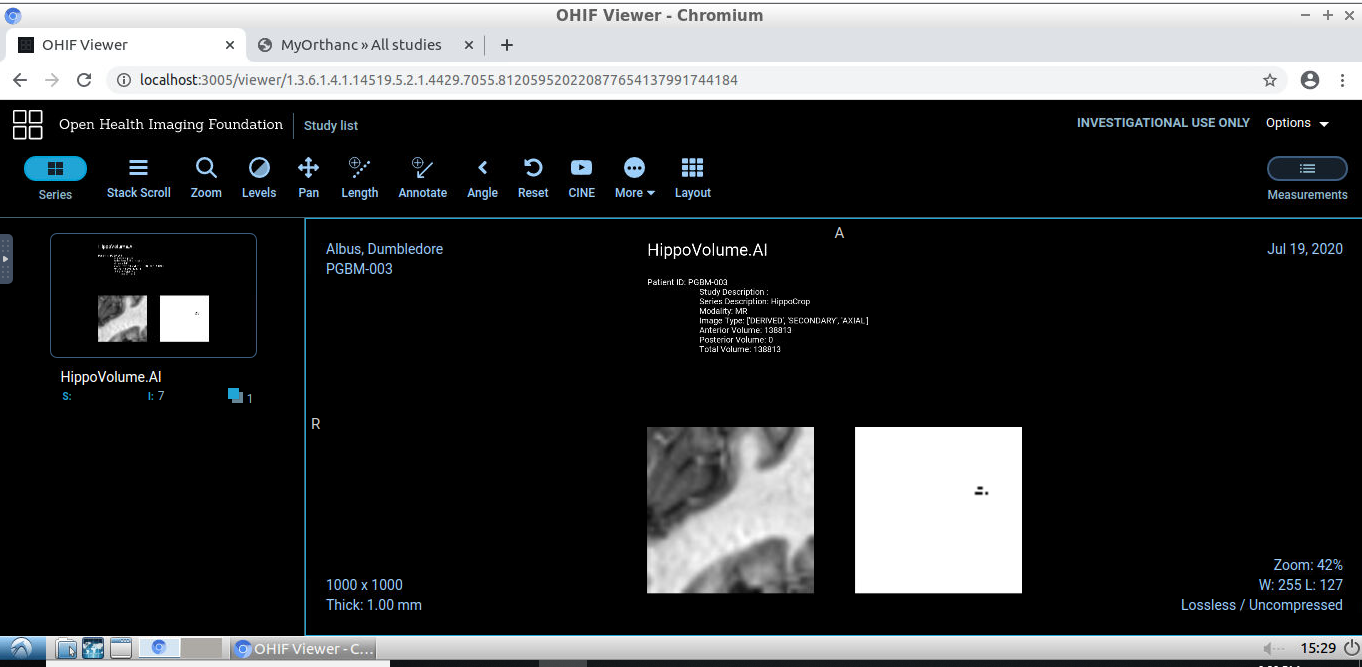 OHIF Viewer - Chromium
OHIF Viewer
MyOrthanc » All studies
localhost:3005/viewer/1.3.6.1.4.1.14519.5.2.1.4429.7055.812059520220877654137991744184
Open Health Imaging Foundation
Study list
INVESTIGATIONAL USE ONLY
Options
Series
Stack Scroll
Zoom
Levels
Pan
Length
Annotate
Angle
Reset
CINE
More
Layout
Measurements
HippoVolume.AI
S:
I: 7
1
A
R
Albus, Dumbledore
PGBM-003
HippoVolume.AI
Jul 19, 2020
Patient ID: PGBM-003
Study Description :
Series Description: HippoCrop
Modality: MR
Image Type: ['DERIVED', 'SECONDARY', 'AXIAL']
Anterior Volume: 138813
Posterior Volume: 0
Total Volume: 138813
1000 x 1000
Thick: 1.00 mm
Zoom: 42%
W: 255 L: 127
Lossless / Uncompressed
OHIF Viewer - C...
15:29